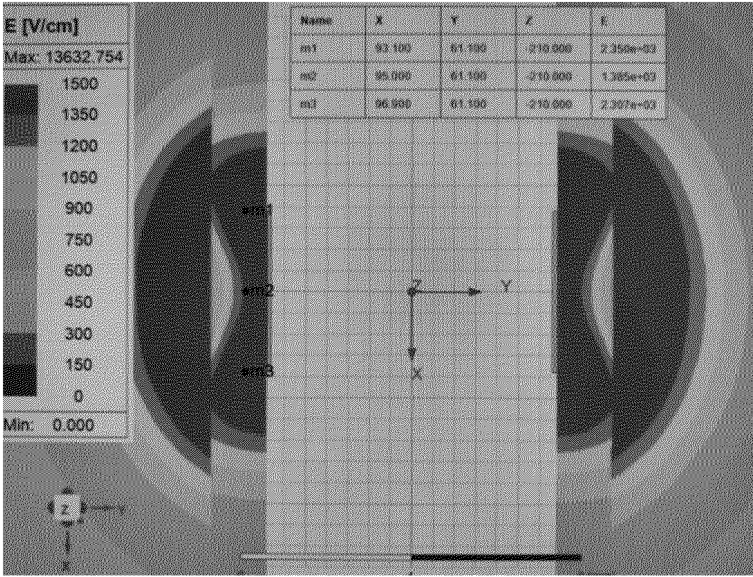 E [V/cm]
Max: 13632.754
1500
1350
1200
1050
900
750
600
450
300
150
0
Min: 0.000
Name X Y Z E
m1 93.100 61.100 -210.000 2.350e+03
m2 95.000 61.100 -210.000 1.385e+03
m3 96.900 61.100 -210.000 2.307e+03
m1
m2
m3
Z
Y
X
Z
Y
X